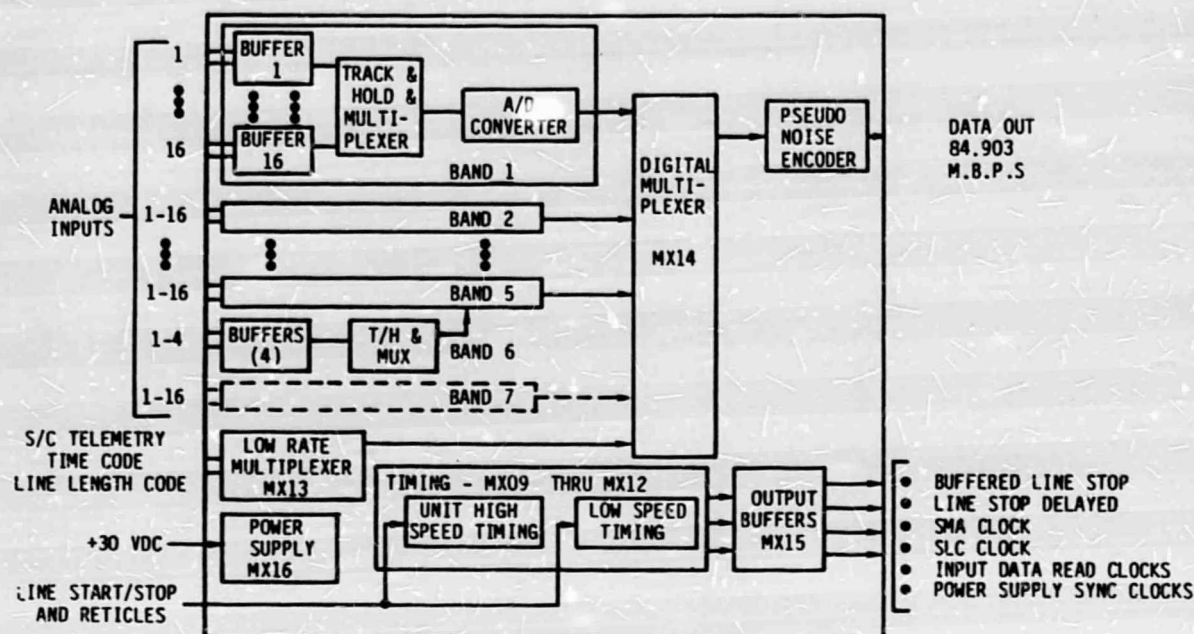 1
BUFFER
1
16
BUFFER
16
TRACK &
HOLD &
MULTI-
PLEXER
A/D
CONVERTER
BAND 1
DIGITAL
MULTI-
PLEXER
MX14
PSEUDO
NOISE
ENCODER
DATA OUT
84.903
M.B.P.S
ANALOG
INPUTS
1-16
BAND 2
1-16
BAND 5
1-4
BUFFERS
(4)
T/H &
MUX
BAND 6
1-16
BAND 7
S/C TELEMETRY
TIME CODE
LINE LENGTH CODE
LOW RATE
MULTIPLEXER
MX13
TIMING - MX09 THRU MX12
UNIT HIGH
SPEED TIMING
LOW SPEED
TIMING
OUTPUT
BUFFERS
MX15
+30 VDC
POWER
SUPPLY
MX16
LINE START/STOP
AND RETICLES
• BUFFERED LINE STOP
• LINE STOP DELAYED
• SMA CLOCK
• SLC CLOCK
• INPUT DATA READ CLOCKS
• POWER SUPPLY SYNC CLOCKS